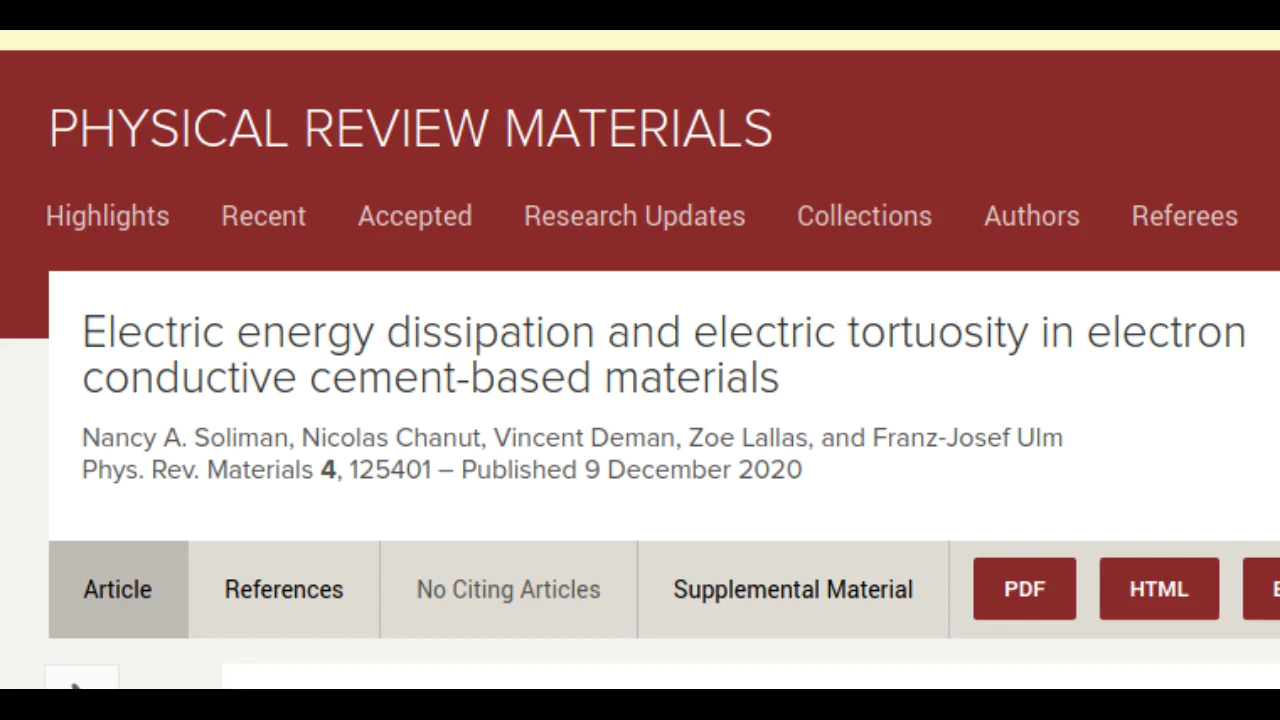 PHYSICAL REVIEW MATERIALS
Highlights Recent Accepted Research Updates Collections Authors Referees
Electric energy dissipation and electric tortuosity in electron
conductive cement-based materials
Nancy A. Soliman, Nicolas Chanut, Vincent Deman, Zoe Lallas, and Franz-Josef Ulm
Phys. Rev. Materials 4, 125401 – Published 9 December 2020
Article References No Citing Articles Supplemental Material PDF HTML